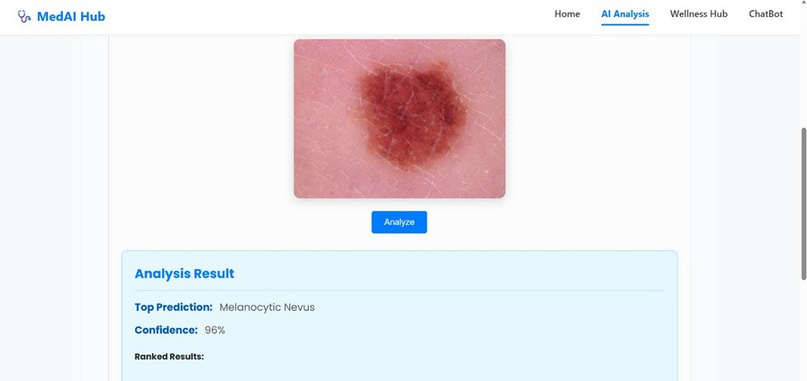 MedAI Hub
Home AI Analysis Wellness Hub ChatBot
Analyze
Analysis Result
Top Prediction: Melanocytic Nevus
Confidence: 96%
Ranked Results: